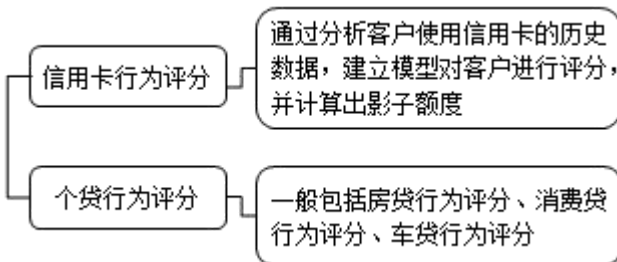 信用卡行为评分
通过分析客户使用信用卡的历史
数据，建立模型对客户进行评分，
并计算出影子额度
个贷行为评分
一般包括房贷行为评分、消费贷
行为评分、车贷行为评分